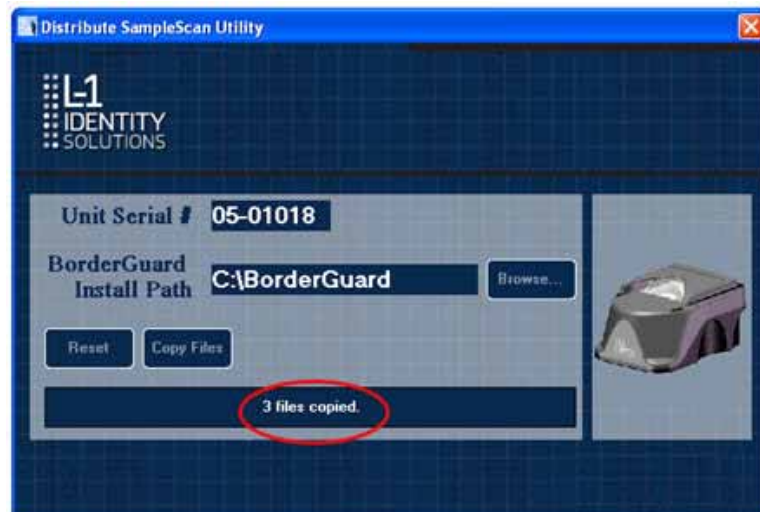 Distribute SampleScan Utility
L-1
IDENTITY
SOLUTIONS
Unit Serial # 05-01018
BorderGuard
Install Path C:\BorderGuard Browse...
Reset Copy Files
3 files copied.